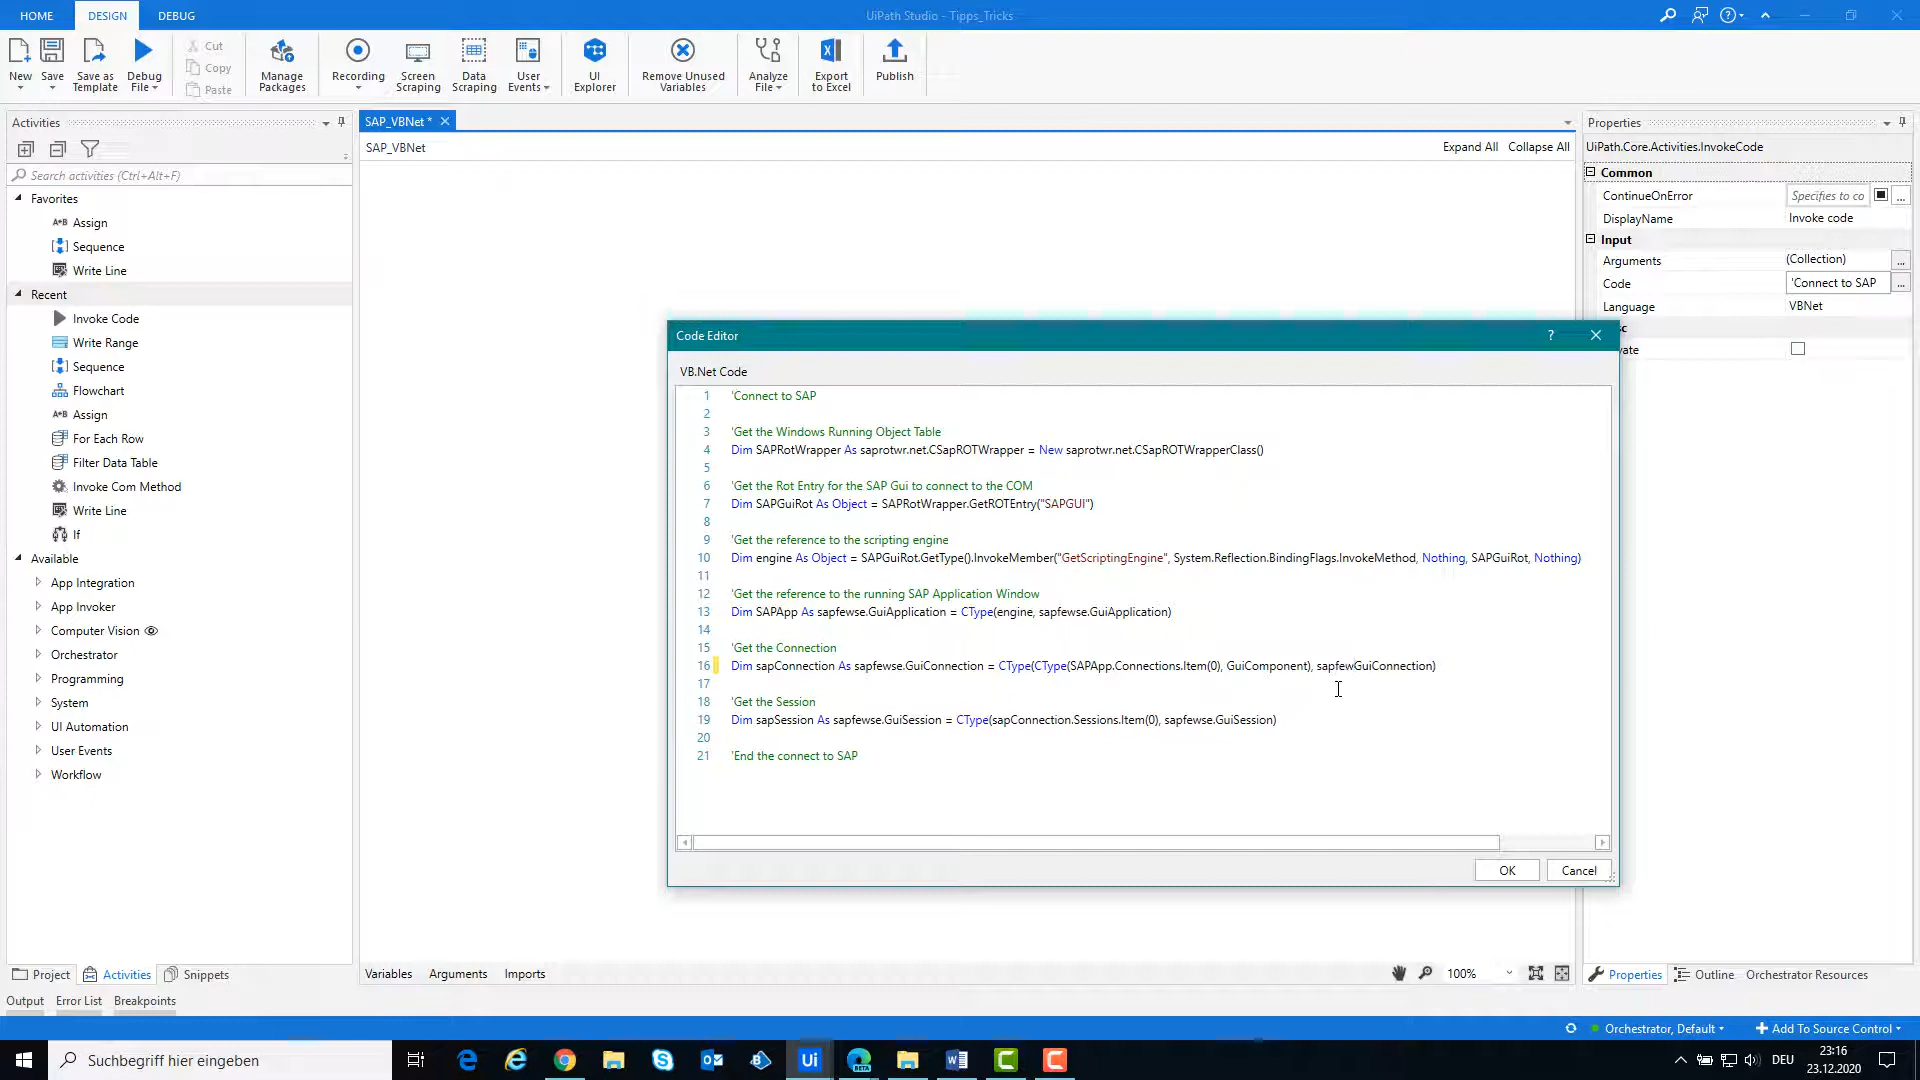 HOME DESIGN DEBUG UiPath Studio - Tipps_Tricks
New Save Save as Template Debug File Cut Copy Paste Manage Packages Recording Screen Scraping Data Scraping User Events UI Explorer Remove Unused Variables Analyze File Export to Excel Publish
Activities
Search activities (Ctrl+Alt+F)
Favorites
Assign
Sequence
Write Line
Recent
Invoke Code
Write Range
Sequence
Flowchart
Assign
For Each Row
Filter Data Table
Invoke Com Method
Write Line
If
Available
App Integration
App Invoker
Computer Vision
Orchestrator
Programming
System
UI Automation
User Events
Workflow
Project Activities Snippets
SAP_VBNet *
SAP_VBNet Expand All Collapse All
Code Editor ?
VB.Net Code
1 'Connect to SAP
2
3 'Get the Windows Running Object Table
4 Dim SAPRotWrapper As saprotwr.net.CSapROTWrapper = New saprotwr.net.CSapROTWrapperClass()
5
6 'Get the Rot Entry for the SAP Gui to connect to the COM
7 Dim SAPGuiRot As Object = SAPRotWrapper.GetROTEntry("SAPGUI")
8
9 'Get the reference to the scripting engine
10 Dim engine As Object = SAPGuiRot.GetType().InvokeMember("GetScriptingEngine", System.Reflection.BindingFlags.InvokeMethod, Nothing, SAPGuiRot, Nothing)
11
12 'Get the reference to the running SAP Application Window
13 Dim SAPApp As sapfewse.GuiApplication = CType(engine, sapfewse.GuiApplication)
14
15 'Get the Connection
16 Dim sapConnection As sapfewse.GuiConnection = CType(CType(SAPApp.Connections.Item(0), GuiComponent), sapfewGuiConnection)
17
18 'Get the Session
19 Dim sapSession As sapfewse.GuiSession = CType(sapConnection.Sessions.Item(0), sapfewse.GuiSession)
20
21 'End the connect to SAP
OK Cancel
Variables Arguments Imports 100%
Properties
UiPath.Core.Activities.InvokeCode
Common
ContinueOnError Specifies to co ...
DisplayName Invoke code
Input
Arguments (Collection) ...
Code 'Connect to SAP ...
Language VBNet
sc
vate
Properties Outline Orchestrator Resources
Output Error List Breakpoints
Orchestrator, Default Add To Source Control
Suchbegriff hier eingeben Ui BETA DEU 23:16
23.12.2020